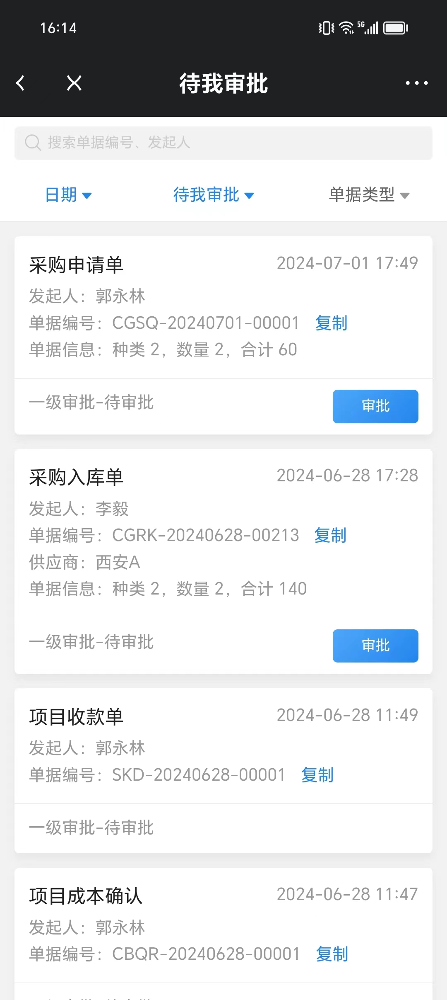 16:14
5G
待我审批
搜索单据编号、发起人
日期 待我审批 单据类型
采购申请单 2024-07-01 17:49
发起人：郭永林
单据编号：CGSQ-20240701-00001 复制
单据信息：种类 2，数量 2，合计 60
一级审批-待审批 审批
采购入库单 2024-06-28 17:28
发起人：李毅
单据编号：CGRK-20240628-00213 复制
供应商：西安A
单据信息：种类 2，数量 2，合计 140
一级审批-待审批 审批
项目收款单 2024-06-28 11:49
发起人：郭永林
单据编号：SKD-20240628-00001 复制
一级审批-待审批
项目成本确认 2024-06-28 11:47
发起人：郭永林
单据编号：CBQR-20240628-00001 复制